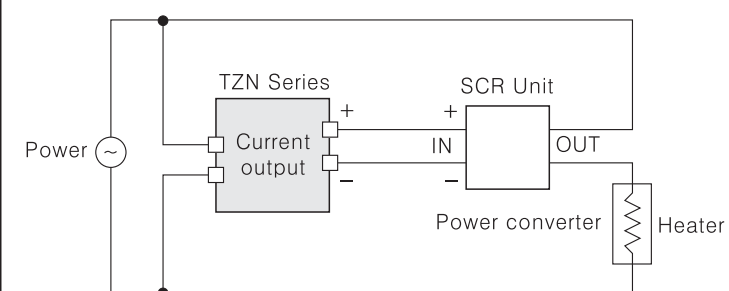 TZN Series
SCR Unit
+
+
Power
~
Current
output
IN
OUT
−
−
Power converter
Heater